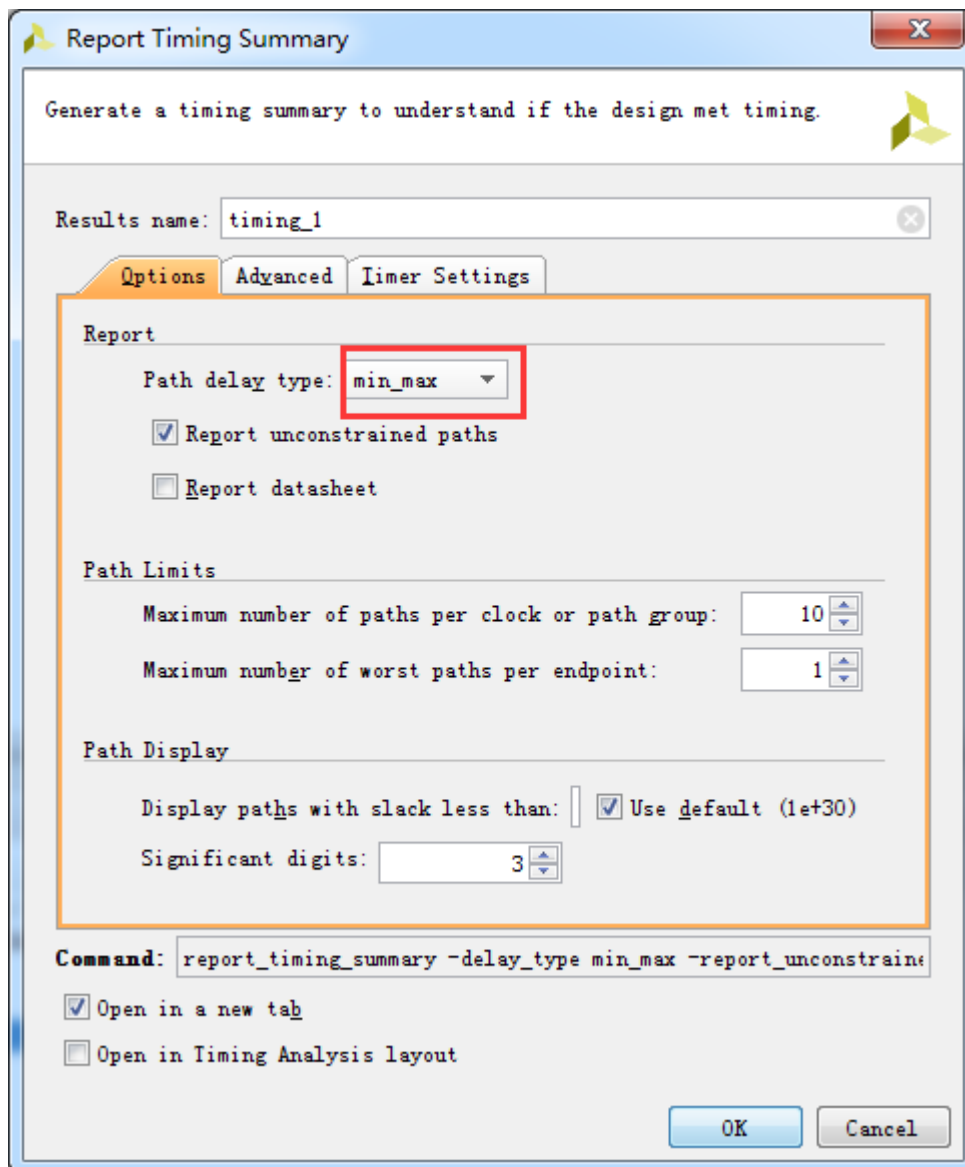 Report Timing Summary
Generate a timing summary to understand if the design met timing.
Results name: timing_1
Options Advanced Timer Settings
Report
Path delay type: min_max
Report unconstrained paths
Report datasheet
Path Limits
Maximum number of paths per clock or path group: 10
Maximum number of worst paths per endpoint: 1
Path Display
Display paths with slack less than: Use default (1e+30)
Significant digits: 3
Command: report_timing_summary -delay_type min_max -report_unconstraine
Open in a new tab
Open in Timing Analysis layout
OK Cancel